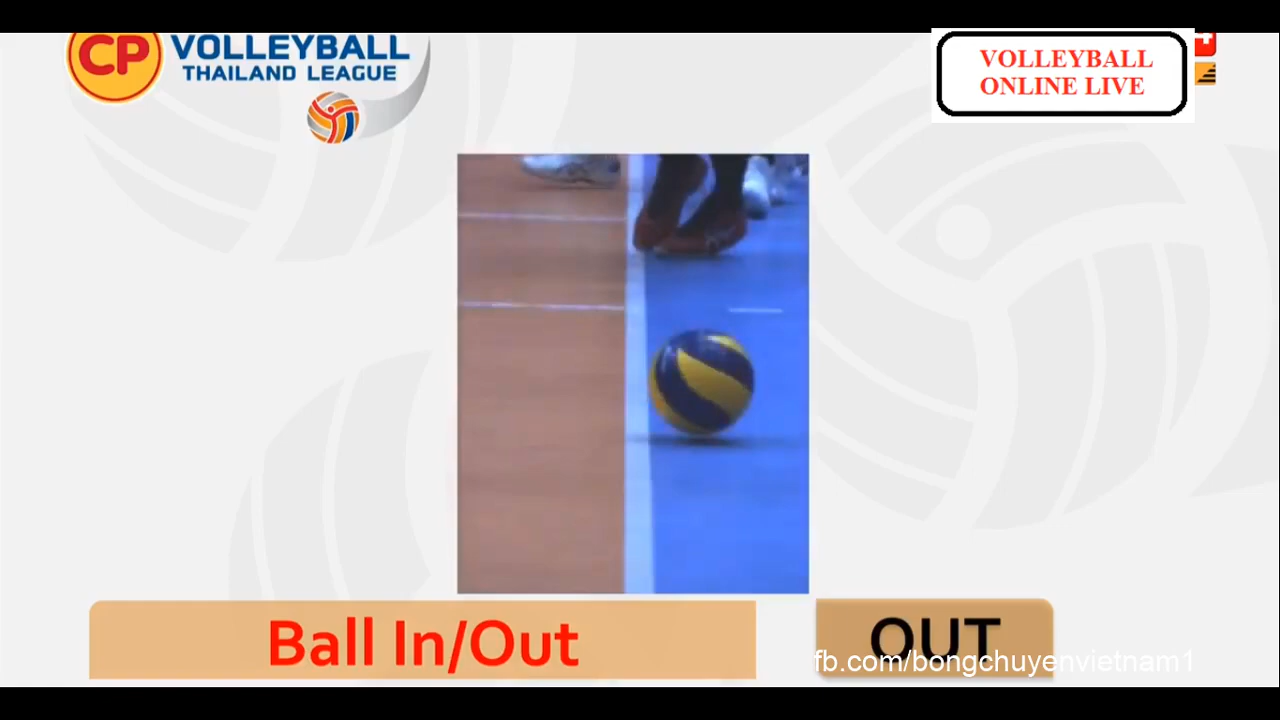 CP
VOLLEYBALL
THAILAND LEAGUE
VOLLEYBALL
ONLINE LIVE
Ball In/Out
OUT
fb.com/bongchuyenvietnam1